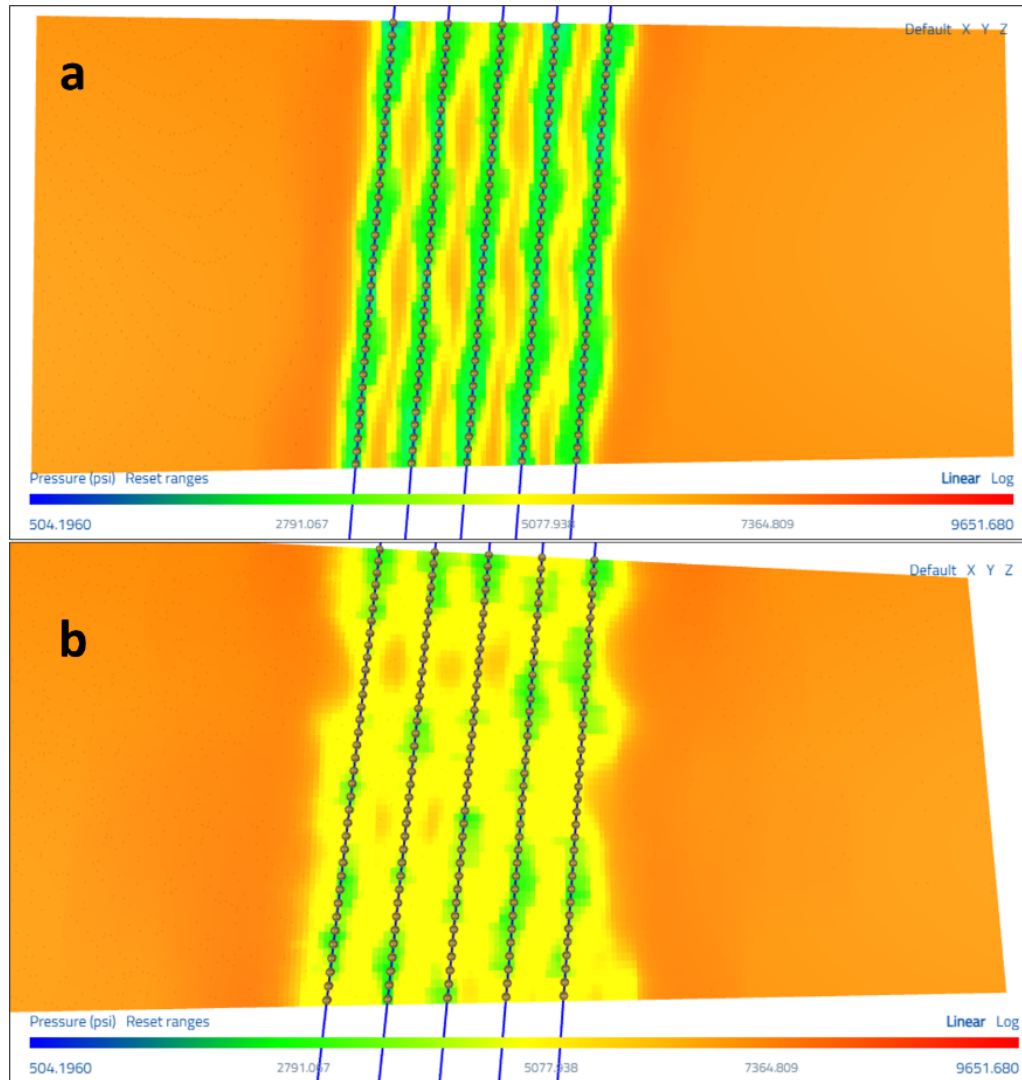 a
Default X Y Z
Pressure (psi) Reset ranges
Linear Log
504.1960 2791.067 5077.938 7364.809 9651.680
b
Default X Y Z
Pressure (psi) Reset ranges
Linear Log
504.1960 2791.067 5077.938 7364.809 9651.680